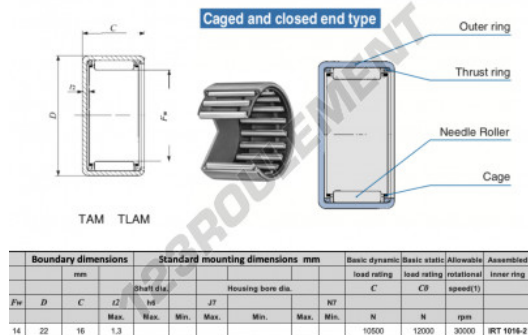 Caged and closed end type
C
Outer ring
Thrust ring
t2
D
Fw
Needle Roller
Cage
TAM TLAM
123ROULEMENT
Boundary dimensions Standard mounting dimensions mm Basic dynamic Basic static Allowable Assembled
mm load rating load rating rotational inner ring
Shaft dia. Housing bore dia. speed(1)
Fw D C t2 h6 J7 N7 C C0
Max. Max. Min. Max. Min. Max. Min. N N rpm
14 22 16 1,3 10500 12000 30000 IRT 1016-2